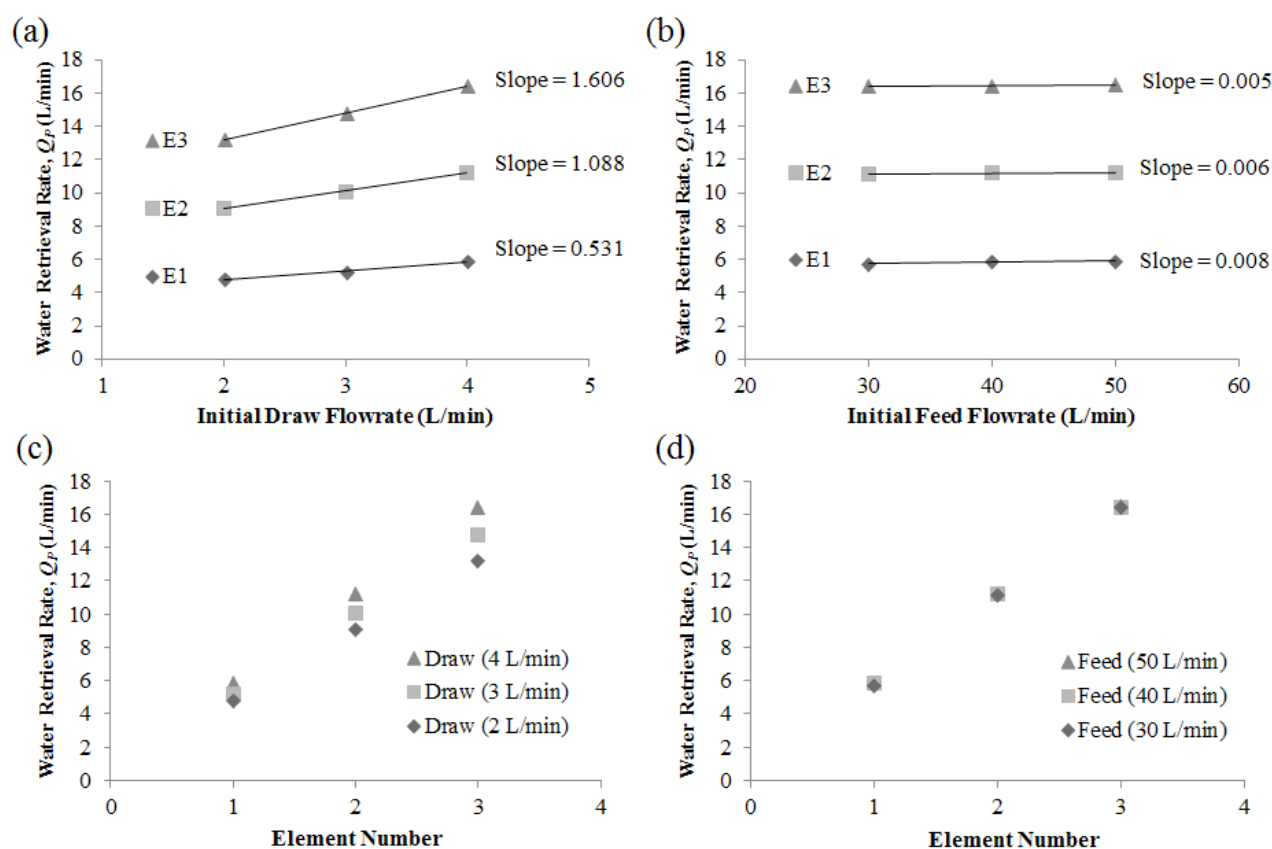 (a)
Water Retrieval Rate, Q_P (L/min)
18
16
14
12
10
8
6
4
2
0
E3
E2
E1
Slope = 1.606
Slope = 1.088
Slope = 0.531
1 2 3 4 5
Initial Draw Flowrate (L/min)
(b)
Water Retrieval Rate, Q_P (L/min)
18
16
14
12
10
8
6
4
2
0
E3
E2
E1
Slope = 0.005
Slope = 0.006
Slope = 0.008
20 30 40 50 60
Initial Feed Flowrate (L/min)
(c)
Water Retrieval Rate, Q_P (L/min)
18
16
14
12
10
8
6
4
2
0
Draw (4 L/min)
Draw (3 L/min)
Draw (2 L/min)
0 1 2 3 4
Element Number
(d)
Water Retrieval Rate, Q_P (L/min)
18
16
14
12
10
8
6
4
2
0
Feed (50 L/min)
Feed (40 L/min)
Feed (30 L/min)
0 1 2 3 4
Element Number